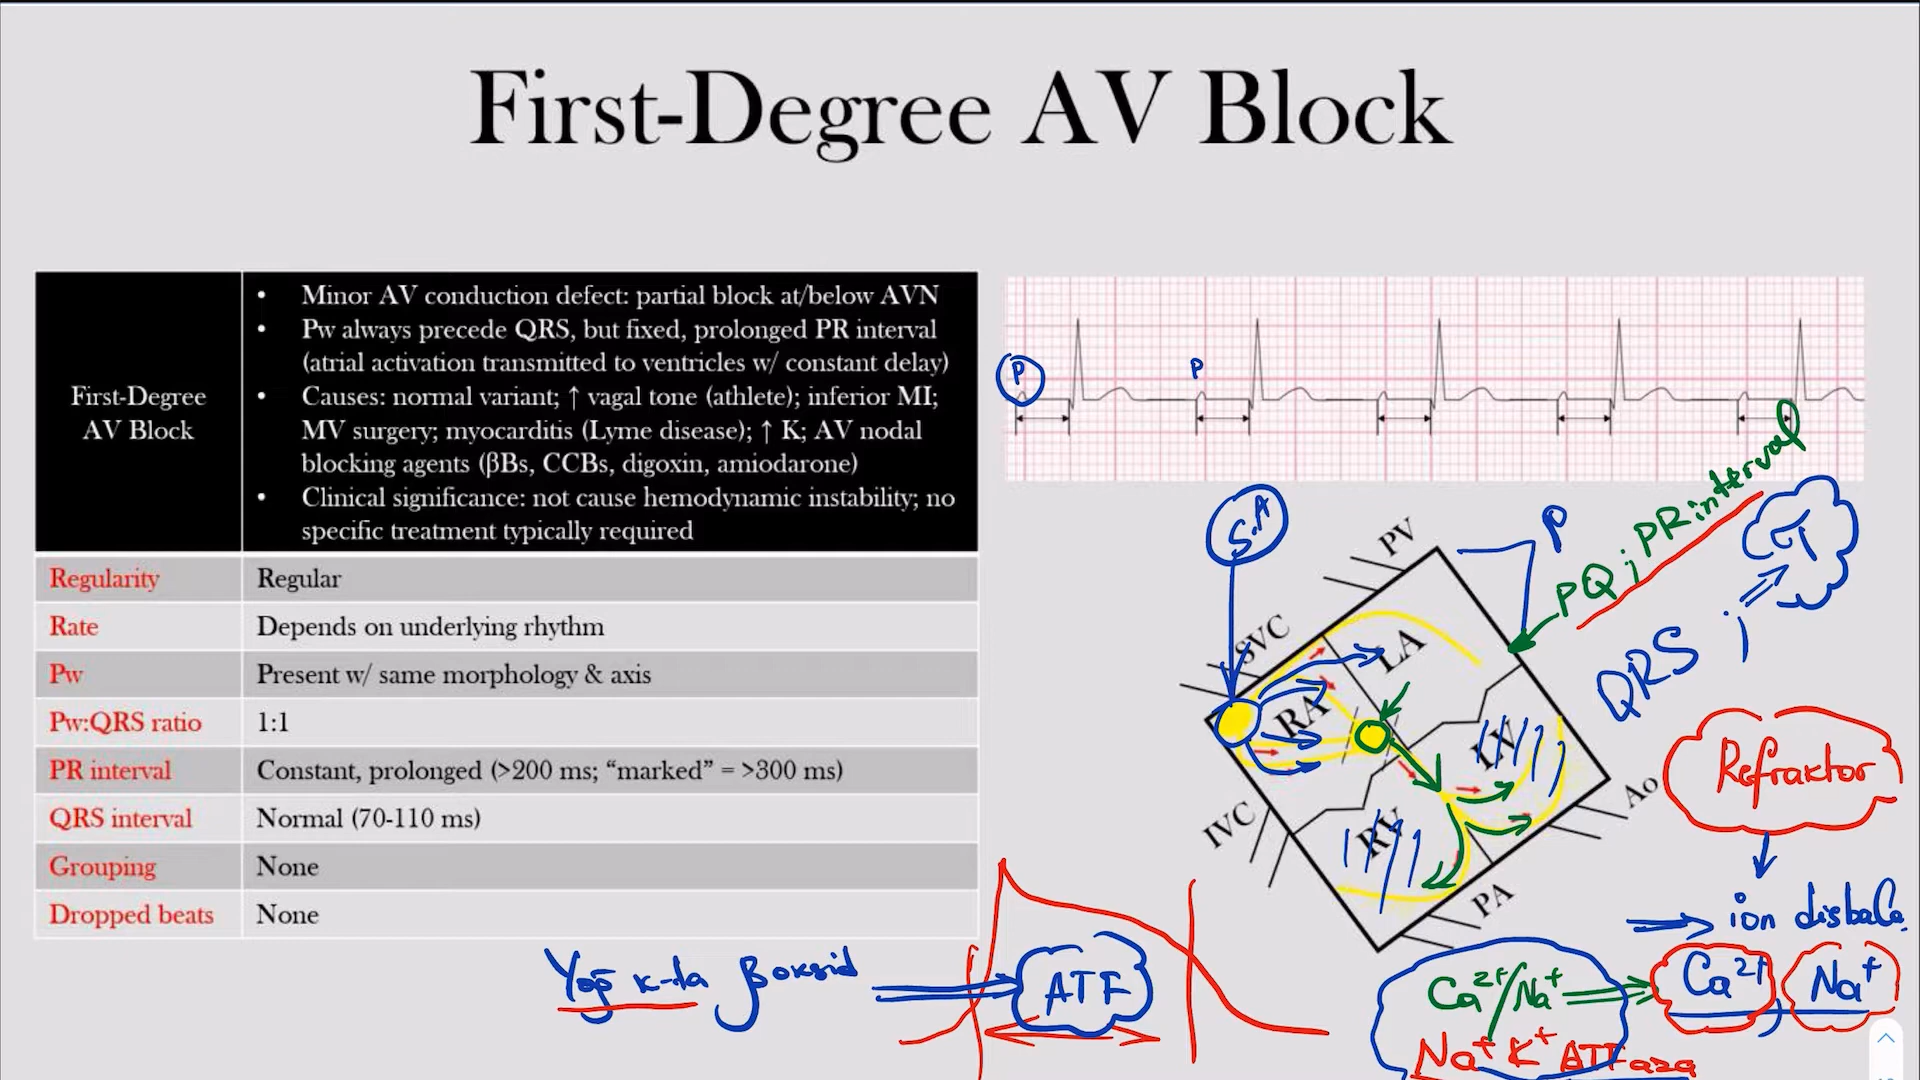 First-Degree AV Block
First-Degree
AV Block
• Minor AV conduction defect: partial block at/below AVN
• Pw always precede QRS, but fixed, prolonged PR interval
(atrial activation transmitted to ventricles w/ constant delay)
• Causes: normal variant; ↑ vagal tone (athlete); inferior MI;
MV surgery; myocarditis (Lyme disease); ↑ K; AV nodal
blocking agents (βBs, CCBs, digoxin, amiodarone)
• Clinical significance: not cause hemodynamic instability; no
specific treatment typically required
Regularity Regular
Rate Depends on underlying rhythm
Pw Present w/ same morphology & axis
Pw:QRS ratio 1:1
PR interval Constant, prolonged (>200 ms; “marked” = >300 ms)
QRS interval Normal (70-110 ms)
Grouping None
Dropped beats None
P
P
S.A
P
PQ ; PR interval
QRS ;
PV
SVC
LA
RA
LV
IVC
RV
Ao
PA
Refraktor
ion
Ca²⁺/Na⁺
Ca²⁺, Na⁺
Na⁺ K⁺ ATFaza
Yog
ATF